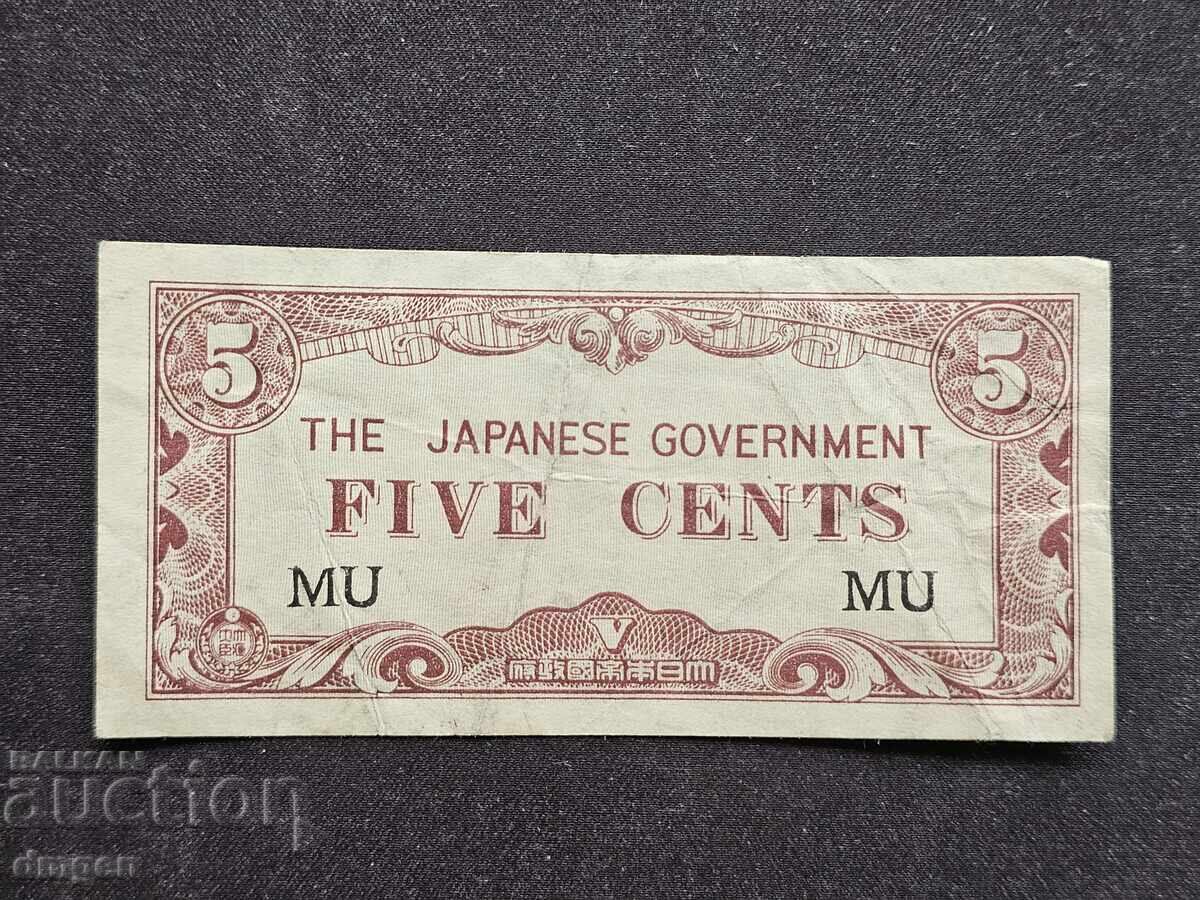 5 5
THE JAPANESE GOVERNMENT
FIVE CENTS
MU MU
V
府政國帝本日大
BALKAN
auction
dmpen